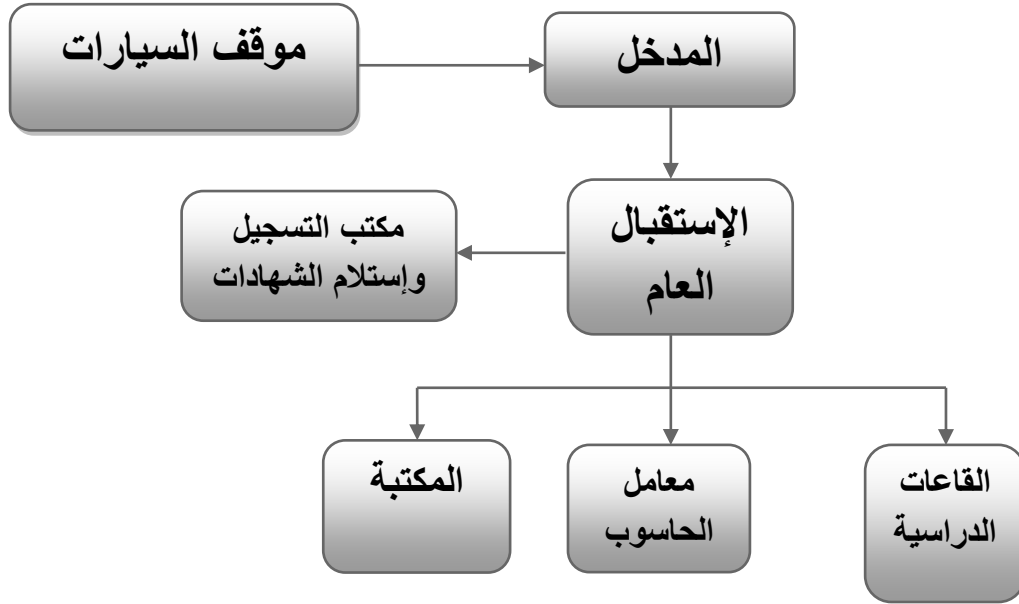 موقف السيارات
المدخل
الإستقبال
العام
مكتب التسجيل
وإستلام الشهادات
القاعات
الدراسية
معامل
الحاسوب
المكتبة